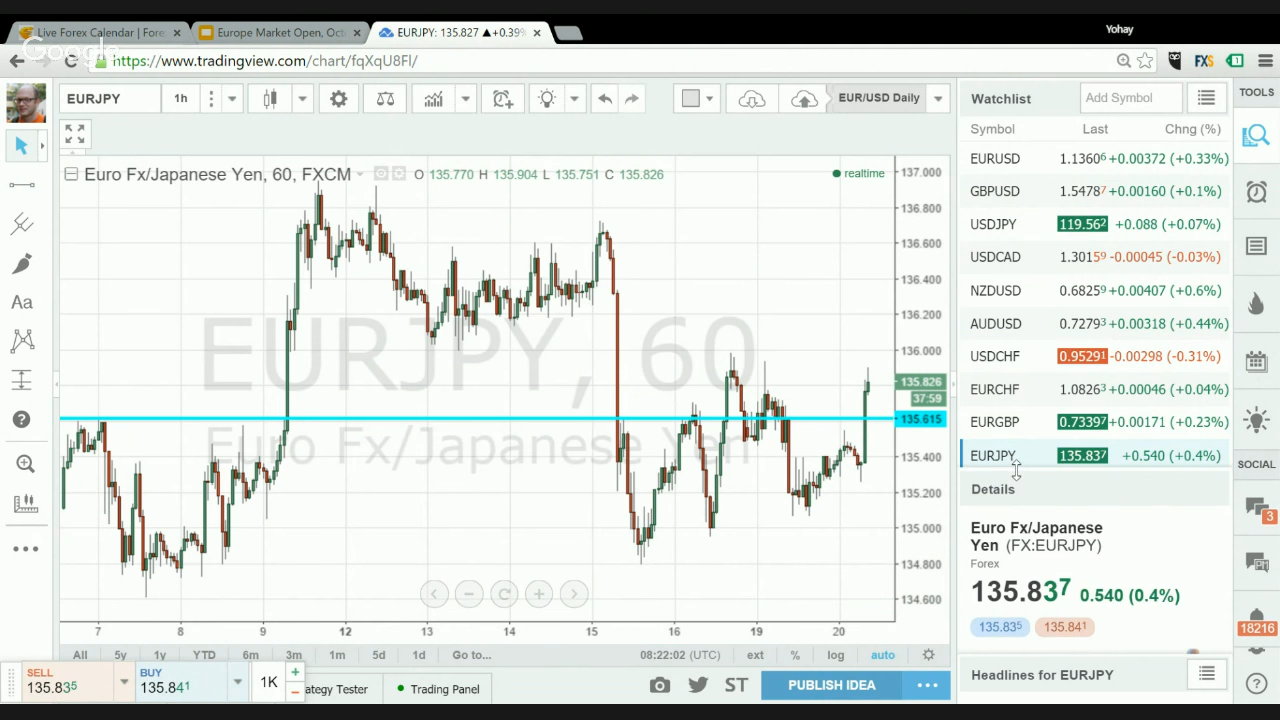 Yohay
Live Forex Calendar | Fore
Europe Market Open, Oct
EURJPY: 135.827 ▲+0.39%
Google
https://www.tradingview.com/chart/fqXqU8Fl/
FXS
1
EURJPY
1h
EUR/USD Daily
Euro Fx/Japanese Yen, 60, FXCM
O 135.770 H 135.904 L 135.751 C 135.826
realtime
EURJPY, 60
Euro Fx/Japanese Yen
137.000
136.800
136.600
136.400
136.200
136.000
135.826
37:59
135.615
135.400
135.200
135.000
134.800
134.600
7 8 9 12 13 14 15 16 19 20
All 5y 1y YTD 6m 3m 1m 5d 1d Go to...
08:22:02 (UTC) ext % log auto
SELL
135.835
BUY
135.841
1K
ategy Tester
Trading Panel
ST
PUBLISH IDEA
Aa
Watchlist
Add Symbol
Symbol Last Chng (%)
EURUSD 1.13606 +0.00372 (+0.33%)
GBPUSD 1.54787 +0.00160 (+0.1%)
USDJPY 119.562 +0.088 (+0.07%)
USDCAD 1.30159 -0.00045 (-0.03%)
NZDUSD 0.68259 +0.00407 (+0.6%)
AUDUSD 0.72793 +0.00318 (+0.44%)
USDCHF 0.95291 -0.00298 (-0.31%)
EURCHF 1.08263 +0.00046 (+0.04%)
EURGBP 0.73397 +0.00171 (+0.23%)
EURJPY 135.837 +0.540 (+0.4%)
Details
Euro Fx/Japanese
Yen (FX:EURJPY)
Forex
135.837 0.540 (0.4%)
135.835 135.841
Headlines for EURJPY
TOOLS
SOCIAL
3
18216